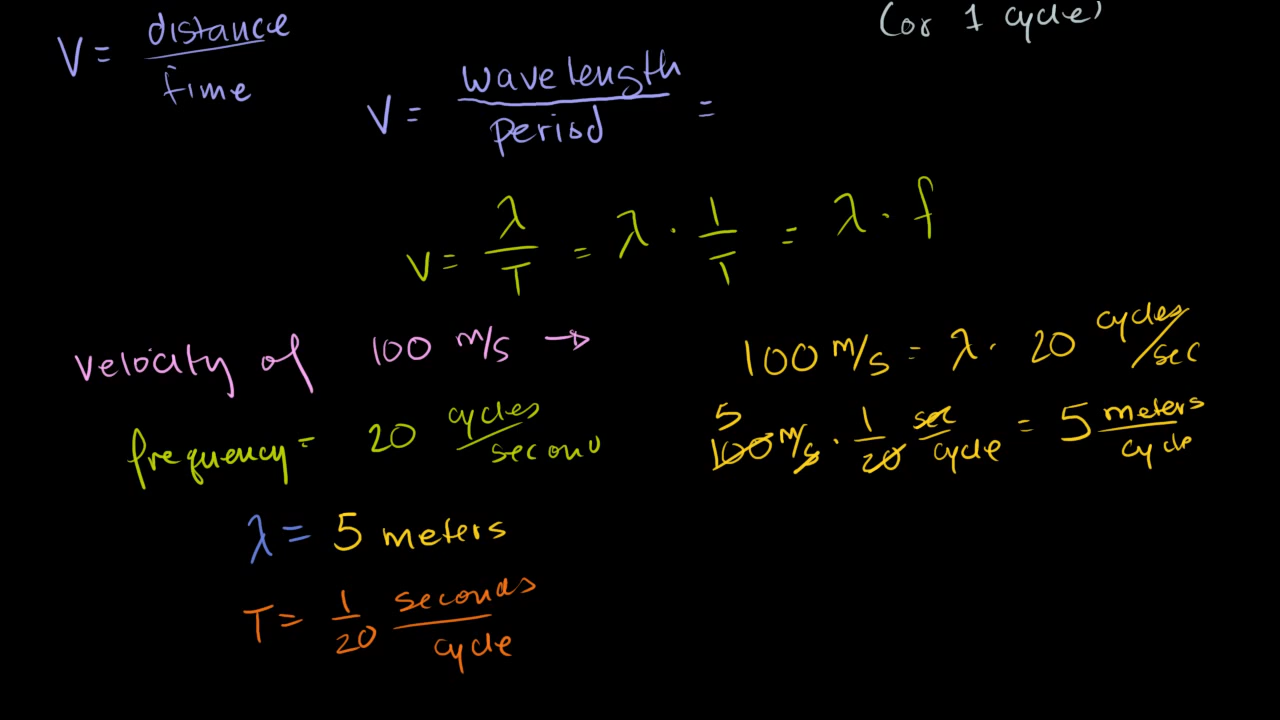 (or 1 cycle)
V = distance / time
V = wavelength / period =
v = λ / T = λ · 1 / T = λ · f
velocity of 100 m/s →
frequency = 20 cycles / second
λ = 5 meters
T = 1 / 20 seconds / cycle
100 m/s = λ · 20 cycles / sec
5
100 m/s · 1 / 20 sec / cycle = 5 meters / cycle